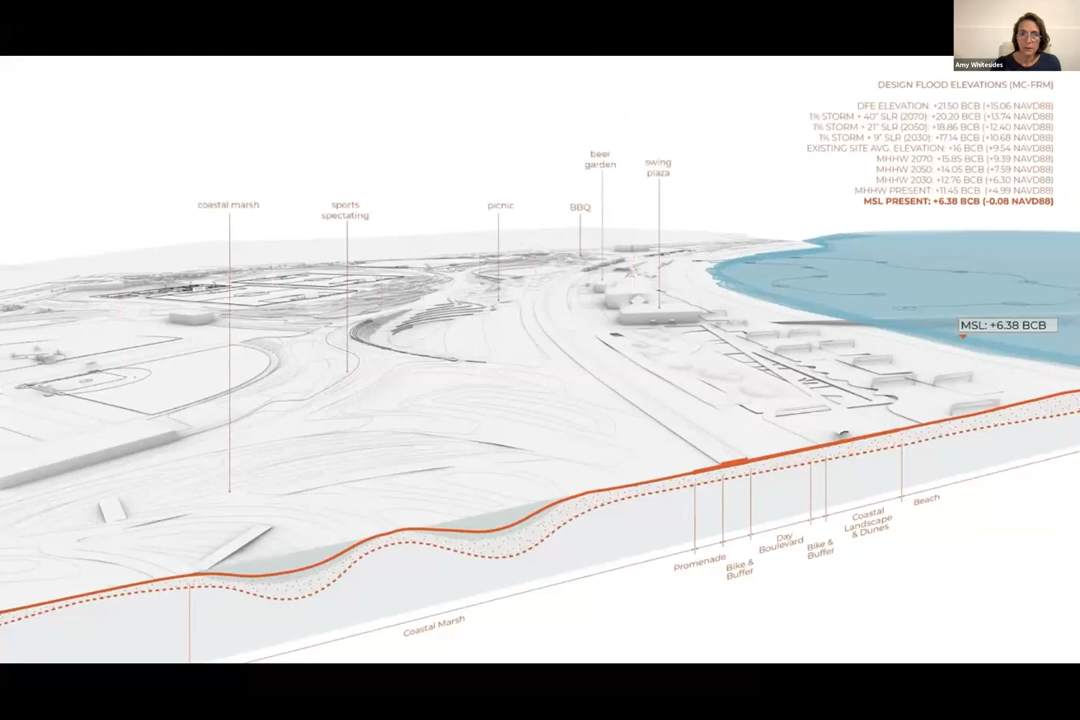 Amy Whitesides
DESIGN FLOOD ELEVATIONS (MC-FRM)
DFE ELEVATION: +21.50 BCB (+15.06 NAVD88)
1% STORM + 40" SLR (2070): +20.20 BCB (+13.74 NAVD88)
1% STORM + 21" SLR (2050): +18.86 BCB (+12.40 NAVD88)
1% STORM + 9" SLR (2030): +17.14 BCB (+10.68 NAVD88)
EXISTING SITE AVG. ELEVATION: +16 BCB (+9.54 NAVD88)
MHHW 2070: +15.85 BCB (+9.39 NAVD88)
MHHW 2050: +14.05 BCB (+7.59 NAVD88)
MHHW 2030: +12.76 BCB (+6.30 NAVD88)
MHHW PRESENT: +11.45 BCB (+4.99 NAVD88)
MSL PRESENT: +6.38 BCB (-0.08 NAVD88)
beer
garden
swing
plaza
coastal marsh
sports
spectating
picnic
BBQ
MSL: +6.38 BCB
Beach
Coastal
Landscape
& Dunes
Day
Boulevard
Bike &
Buffer
Promenade
Bike &
Buffer
Coastal Marsh